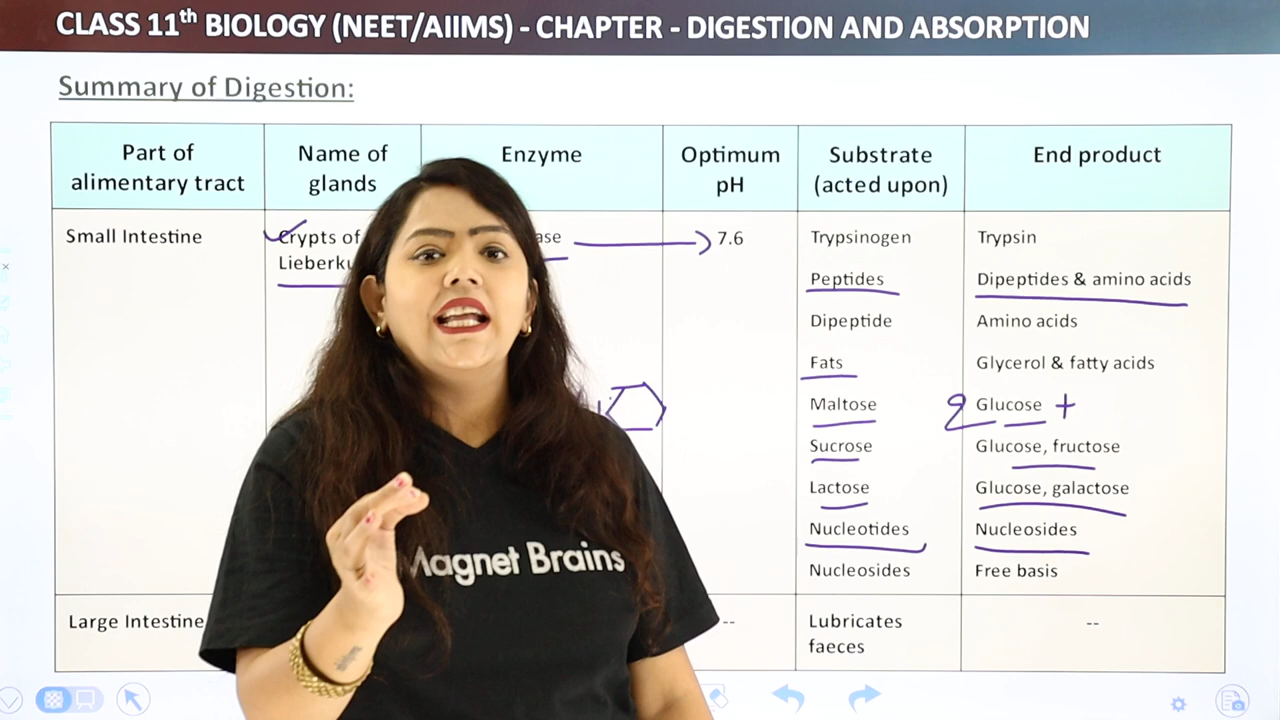 CLASS 11th BIOLOGY (NEET/AIIMS) - CHAPTER - DIGESTION AND ABSORPTION
Summary of Digestion:
Part of alimentary tract
Name of glands
Enzyme
Optimum pH
Substrate (acted upon)
End product
Small Intestine
Crypts of
7.6
Trypsinogen
Trypsin
Peptides
Dipeptides & amino acids
Dipeptide
Amino acids
Fats
Glycerol & fatty acids
Maltose
2 Glucose +
Sucrose
Glucose, fructose
Lactose
Glucose, galactose
Nucleotides
Nucleosides
Nucleosides
Free basis
Large Intestine
--
Lubricates faeces
--
Magnet Brains